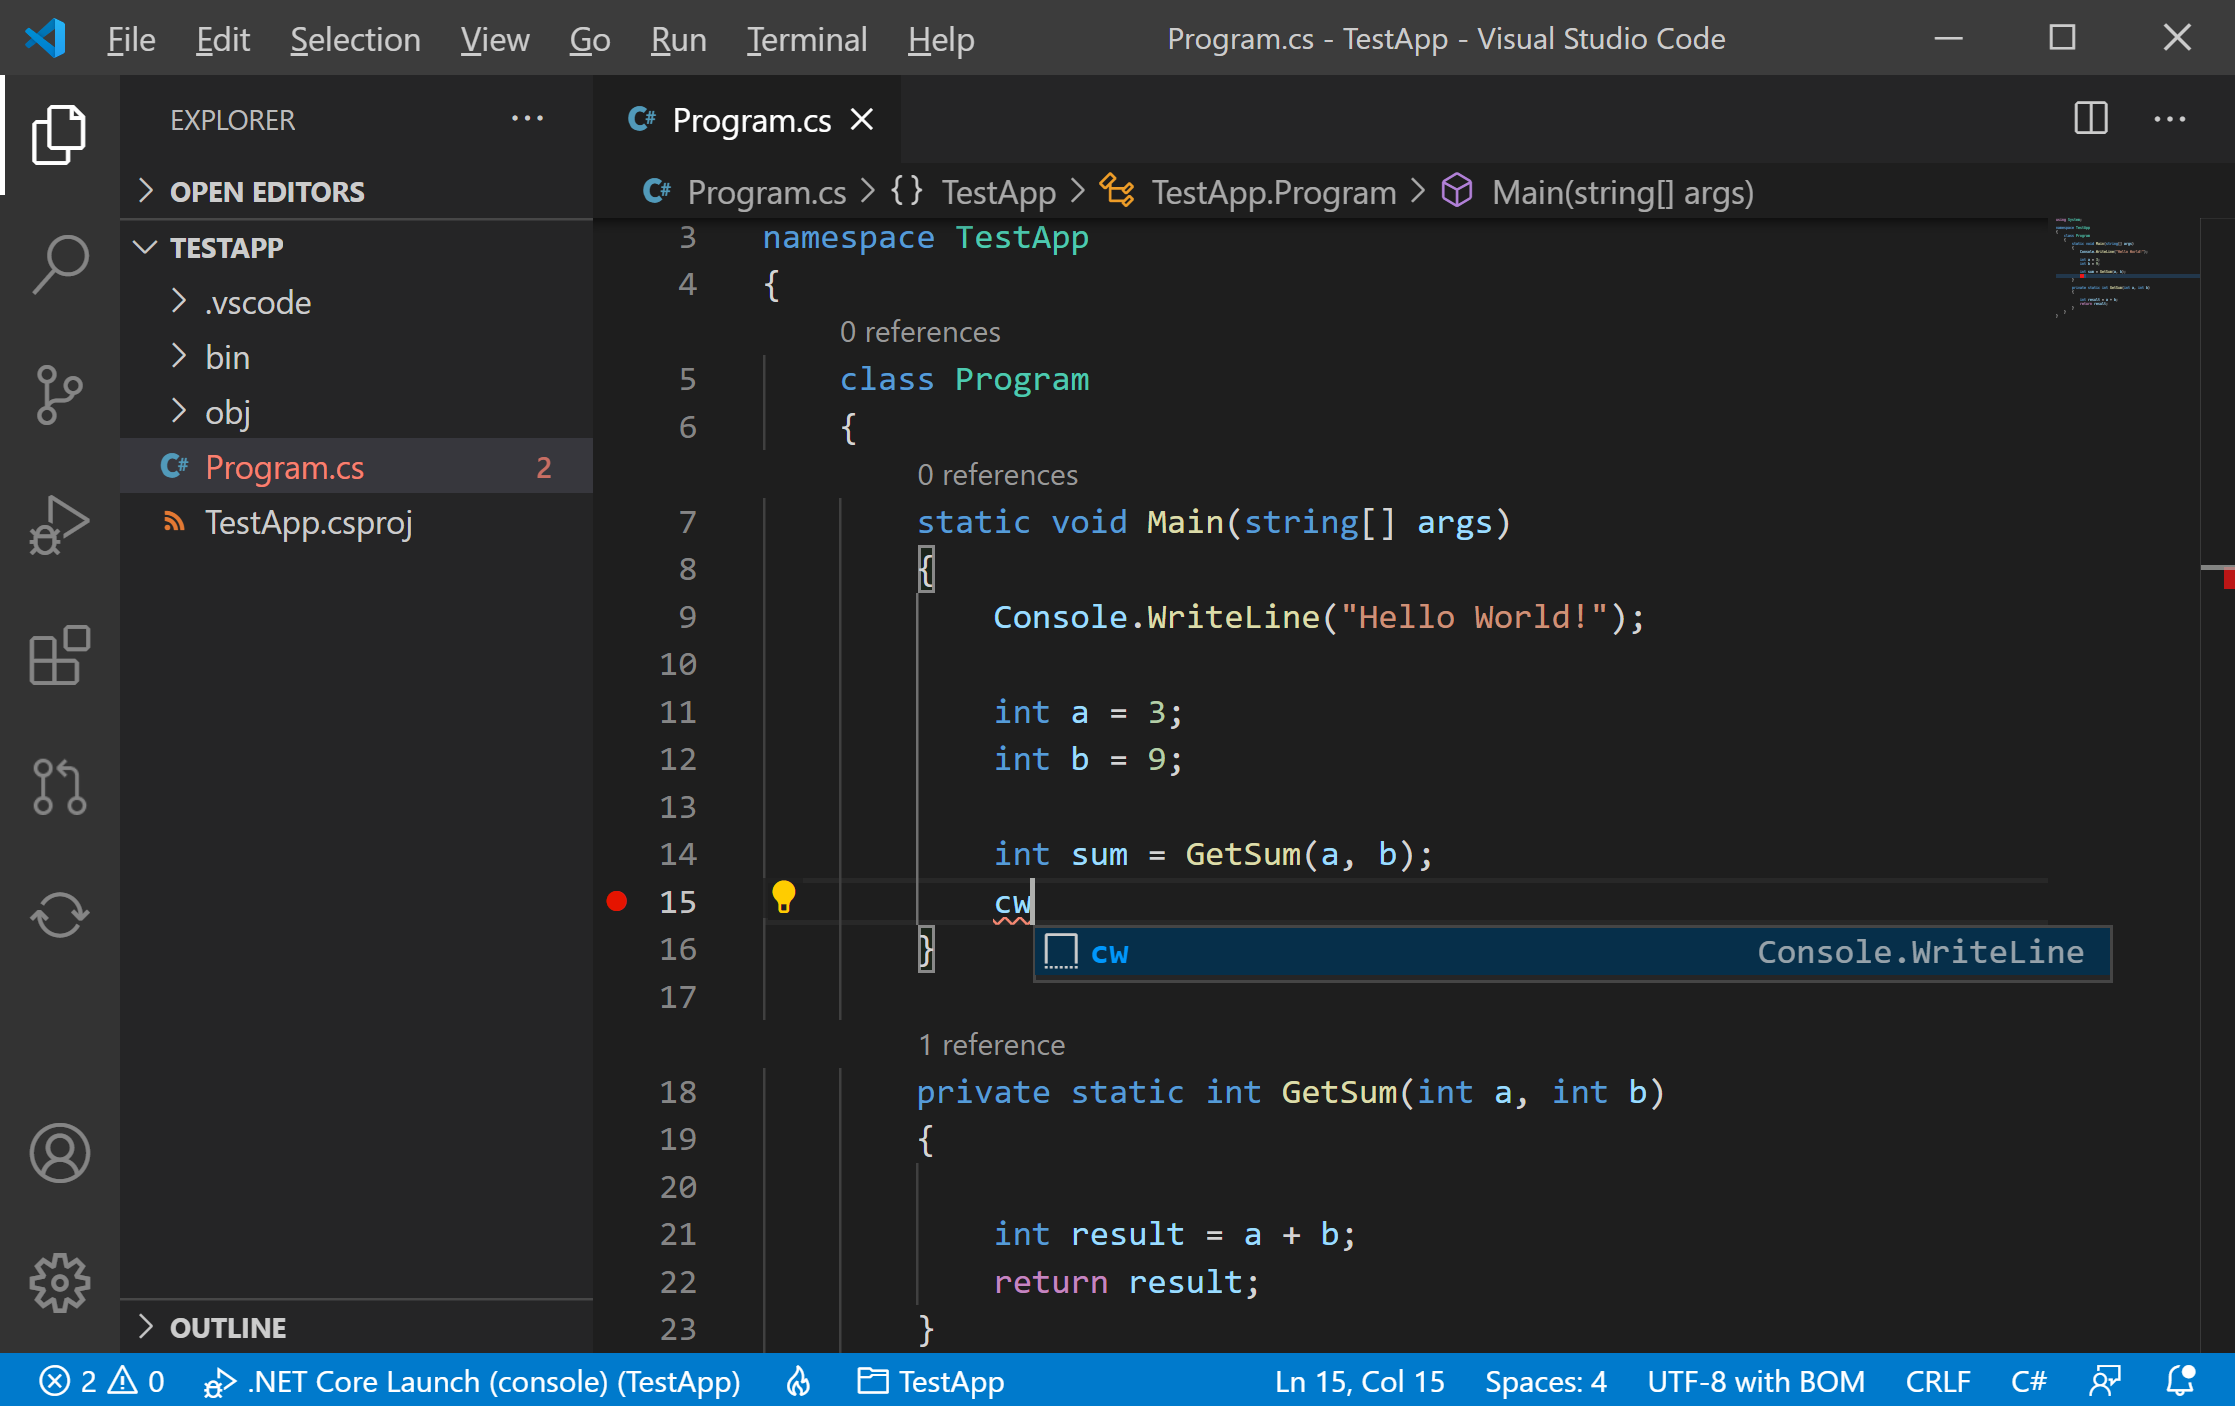 File Edit Selection View Go Run Terminal Help Program.cs - TestApp - Visual Studio Code
EXPLORER
OPEN EDITORS
TESTAPP
.vscode
bin
obj
C# Program.cs 2
TestApp.csproj
OUTLINE
C# Program.cs
C# Program.cs > {} TestApp > TestApp.Program > Main(string[] args)
3 namespace TestApp
4 {
0 references
5 class Program
6 {
0 references
7 static void Main(string[] args)
8 {
9 Console.WriteLine("Hello World!");
10
11 int a = 3;
12 int b = 9;
13
14 int sum = GetSum(a, b);
15 cw
cw Console.WriteLine
16 }
17
1 reference
18 private static int GetSum(int a, int b)
19 {
20
21 int result = a + b;
22 return result;
23 }
2 0 .NET Core Launch (console) (TestApp) TestApp Ln 15, Col 15 Spaces: 4 UTF-8 with BOM CRLF C#